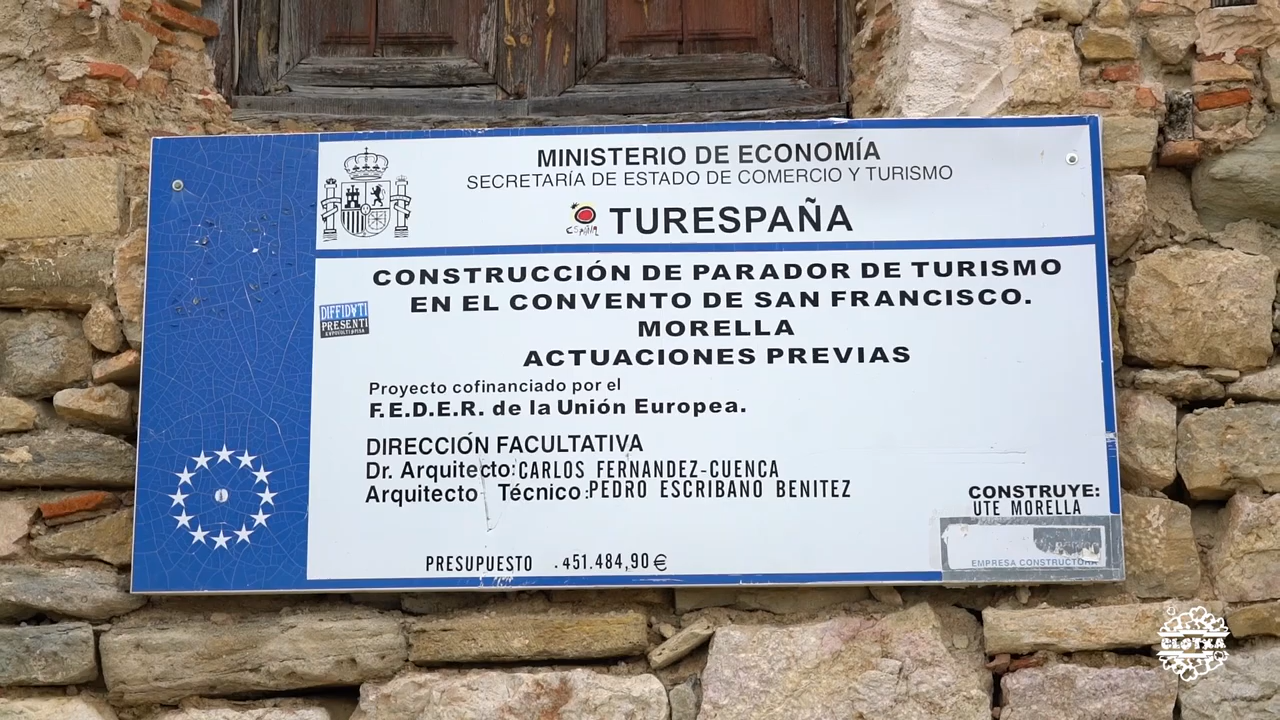 MINISTERIO DE ECONOMÍA
SECRETARÍA DE ESTADO DE COMERCIO Y TURISMO
España TURESPAÑA
CONSTRUCCIÓN DE PARADOR DE TURISMO
EN EL CONVENTO DE SAN FRANCISCO.
MORELLA
ACTUACIONES PREVIAS
DIFFIDATI
PRESENTI
Proyecto cofinanciado por el
F.E.D.E.R. de la Unión Europea.
DIRECCIÓN FACULTATIVA
Dr. Arquitecto: CARLOS FERNANDEZ-CUENCA
Arquitecto Técnico: PEDRO ESCRIBANO BENITEZ
CONSTRUYE:
UTE MORELLA
PRESUPUESTO .451.484,90 €
EMPRESA CONSTRUCTORA
CLOTXA